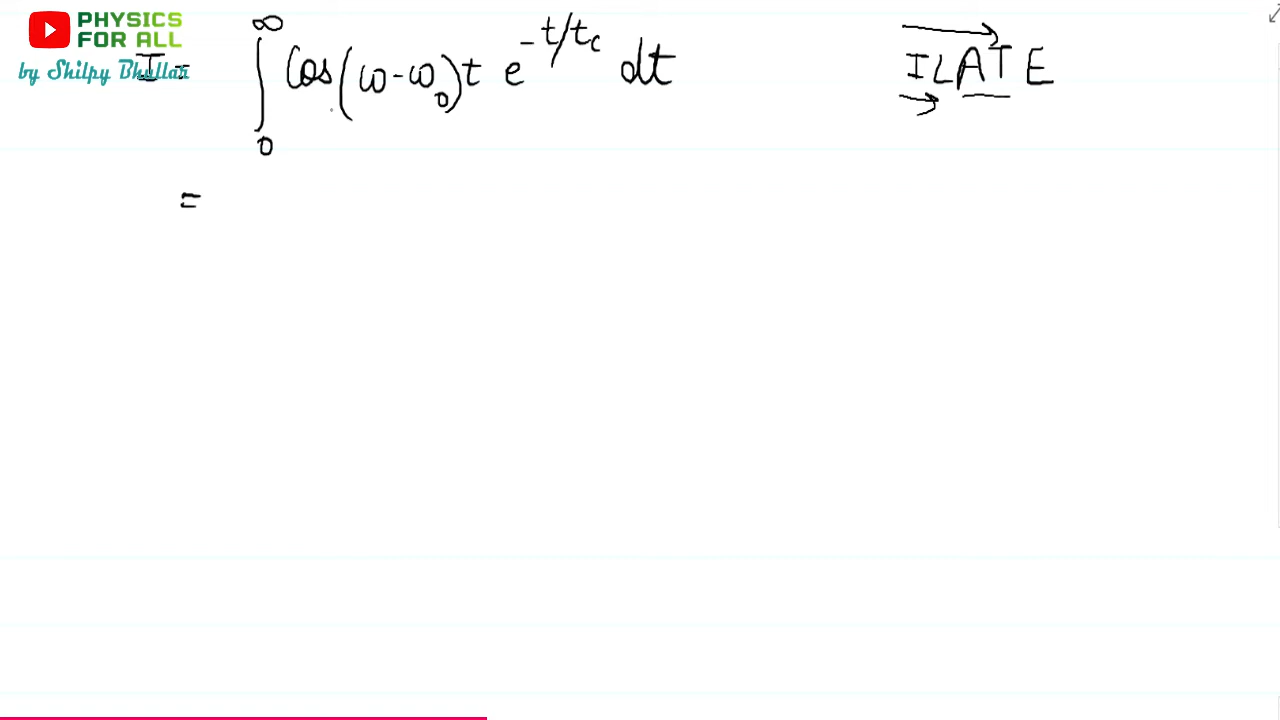 PHYSICS
FOR ALL
by Shilpy Bhullar
I = ∫₀^∞ Cos(ω-ω₀)t e^(-t/t_c) dt
ILATE
=